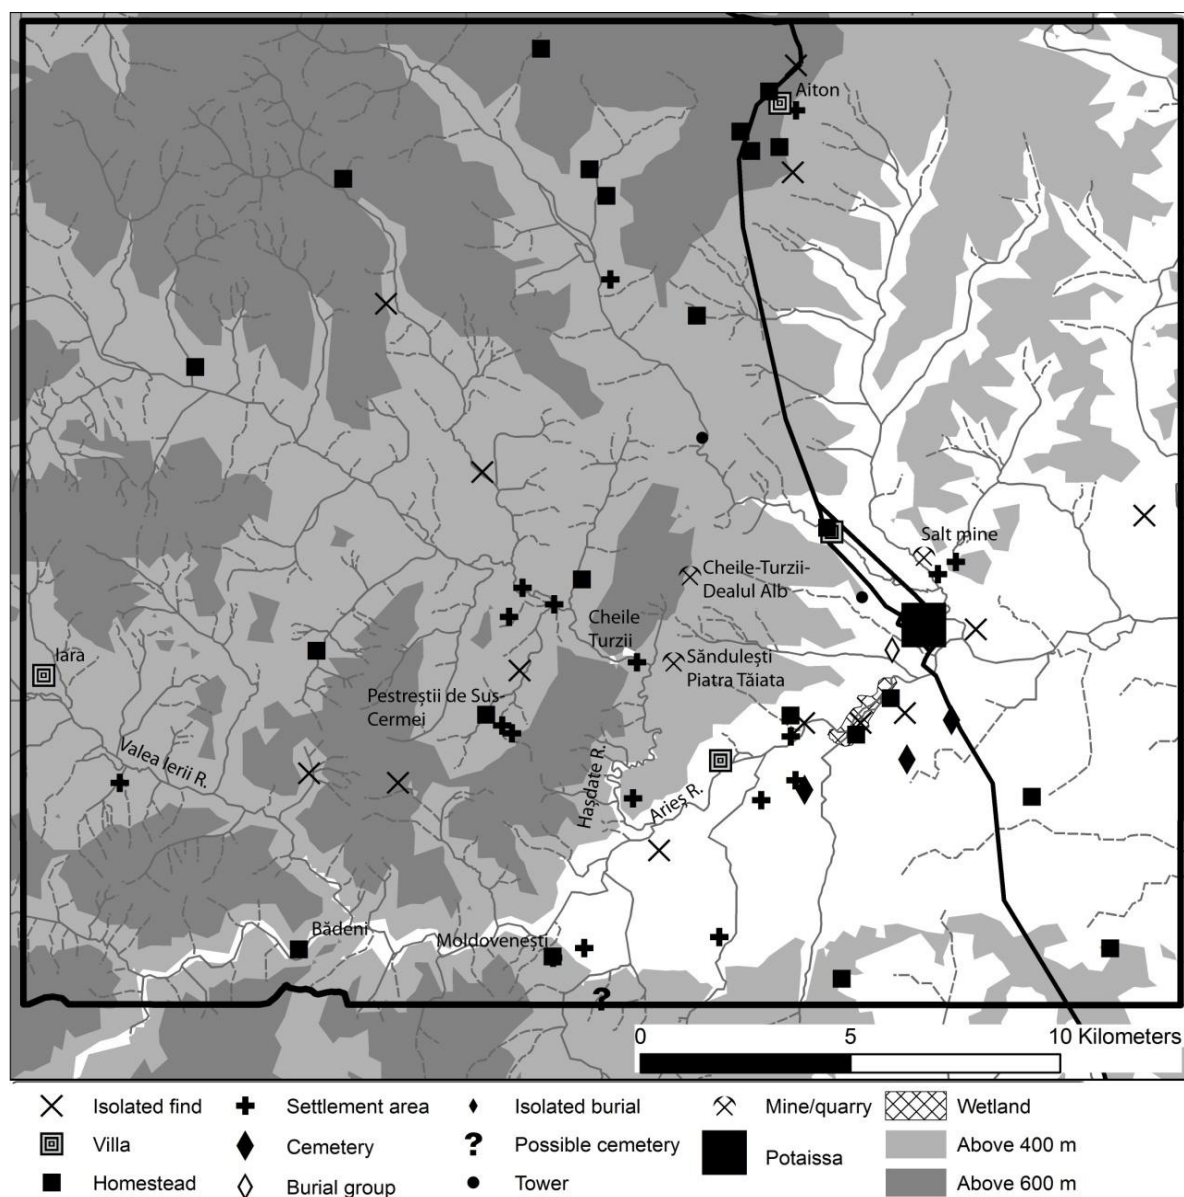 Aiton
Salt mine
Cheile-Turzii-
Dealul Alb
Cheile
Turzii
Iara
Săndulești
Piatra Tăiata
Pestreștii de Sus-
Cermei
Valea Ierii R.
Hașdate R.
Arieș R.
Bădeni
Moldovenești
?
0 5 10 Kilometers
Isolated find
Settlement area
Isolated burial
Mine/quarry
Wetland
Villa
Cemetery
? Possible cemetery
Potaissa
Above 400 m
Homestead
Burial group
Tower
Above 600 m